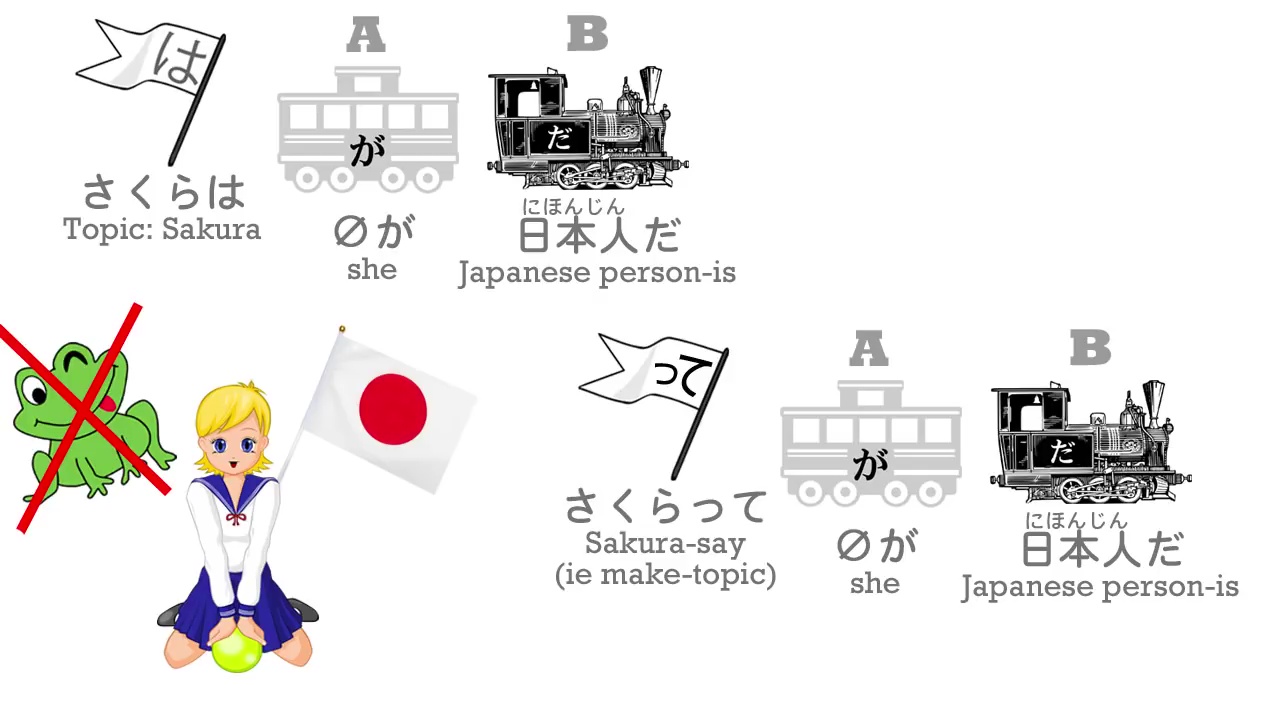 A B
は
が
だ
さくらは
Topic: Sakura
∅が
she
にほんじん
日本人だ
Japanese person-is
A B
って
が
だ
さくらって
Sakura-say
(ie make-topic)
∅が
she
にほんじん
日本人だ
Japanese person-is